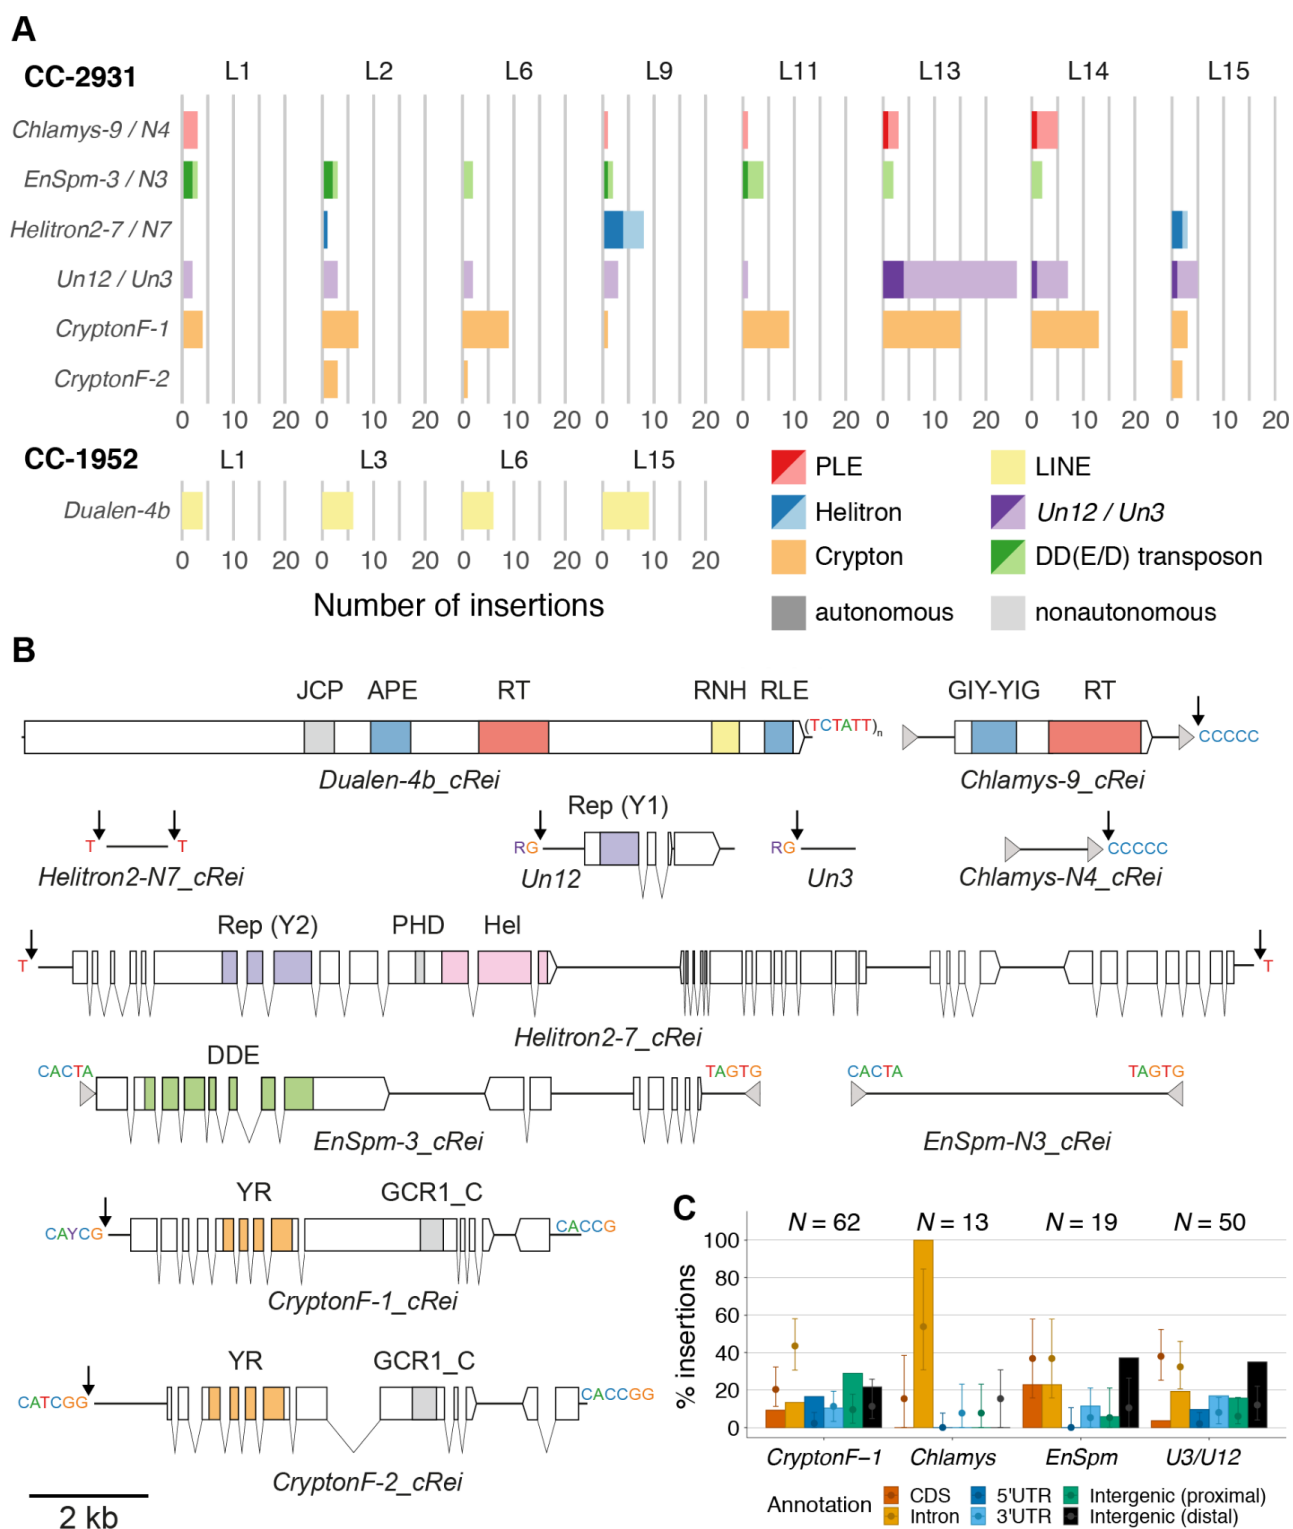 A
CC-2931
L1 L2 L6 L9 L11 L13 L14 L15
Chlamys-9 / N4
EnSpm-3 / N3
Helitron2-7 / N7
Un12 / Un3
CryptonF-1
CryptonF-2
0 10 20 0 10 20 0 10 20 0 10 20 0 10 20 0 10 20 0 10 20 0 10 20
CC-1952
L1 L3 L6 L15
Dualen-4b
0 10 20 0 10 20 0 10 20 0 10 20
Number of insertions
PLE LINE
Helitron Un12 / Un3
Crypton DD(E/D) transposon
autonomous nonautonomous
B
JCP APE RT RNH RLE GIY-YIG RT
(TCTATT)n CCCCC
Dualen-4b_cRei Chlamys-9_cRei
Rep (Y1)
T T RG RG CCCCC
Helitron2-N7_cRei Un12 Un3 Chlamys-N4_cRei
Rep (Y2) PHD Hel
T T
Helitron2-7_cRei
DDE
CACTA TAGTG CACTA TAGTG
EnSpm-3_cRei EnSpm-N3_cRei
YR GCR1_C
CAYCG CACCG
CryptonF-1_cRei
YR GCR1_C
CATCGG CACCGG
CryptonF-2_cRei
2 kb
C
N = 62 N = 13 N = 19 N = 50
% insertions
100
80
60
40
20
0
CryptonF–1 Chlamys EnSpm U3/U12
Annotation
CDS 5'UTR Intergenic (proximal)
Intron 3'UTR Intergenic (distal)